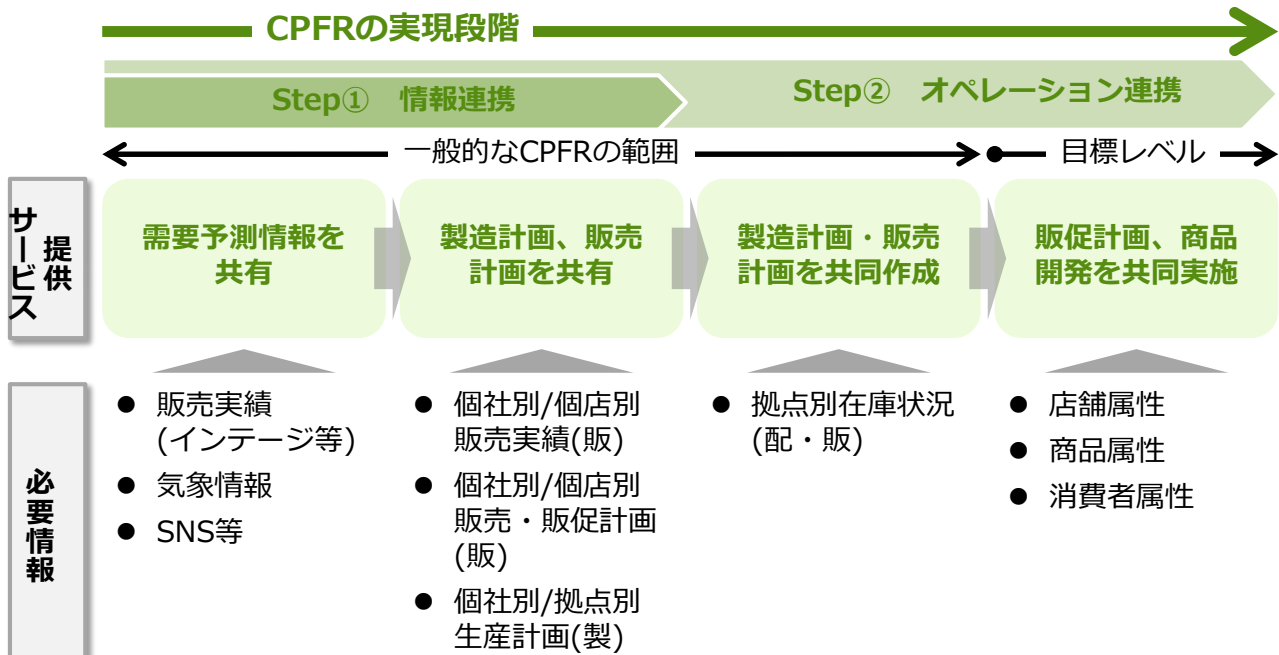 CPFRの実現段階
Step① 情報連携
Step② オペレーション連携
一般的なCPFRの範囲
目標レベル
提供
サービス
需要予測情報を
共有
製造計画、販売
計画を共有
製造計画・販売
計画を共同作成
販促計画、商品
開発を共同実施
必要情報
● 販売実績
(インテージ等)
● 気象情報
● SNS等
● 個社別/個店別
販売実績(販)
● 個社別/個店別
販売・販促計画
(販)
● 個社別/拠点別
生産計画(製)
● 拠点別在庫状況
(配・販)
● 店舗属性
● 商品属性
● 消費者属性